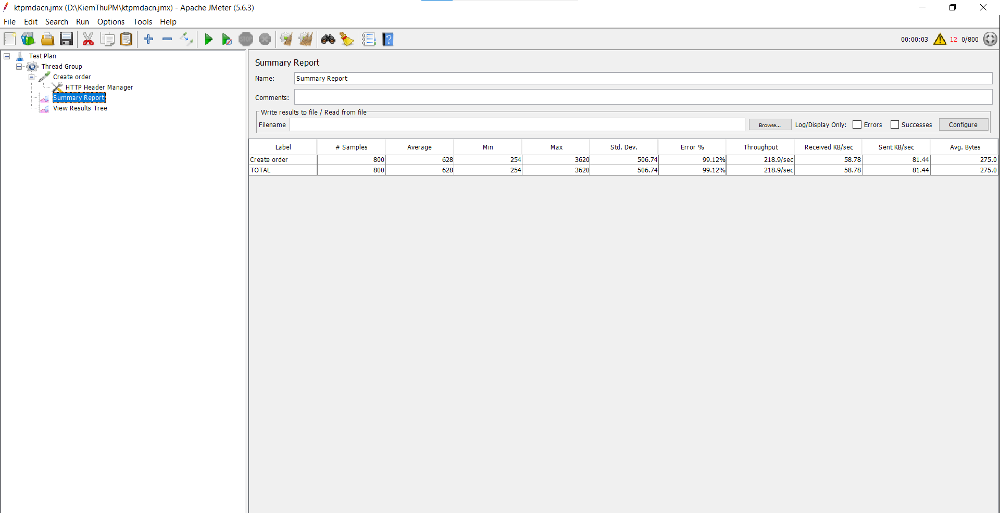 ktpmdacn.jmx (D:\KiemThuPM\ktpmdacn.jmx) - Apache JMeter (5.6.3)
File Edit Search Run Options Tools Help
STOP 00:00:03 12 0/800
Test Plan
Thread Group
Create order
HTTP Header Manager
Summary Report
View Results Tree
Summary Report
Name: Summary Report
Comments:
Write results to file / Read from file
Filename Browse... Log/Display Only: Errors Successes Configure
Label # Samples Average Min Max Std. Dev. Error % Throughput Received KB/sec Sent KB/sec Avg. Bytes
Create order 800 628 254 3620 506.74 99.12% 218.9/sec 58.78 81.44 275.0
TOTAL 800 628 254 3620 506.74 99.12% 218.9/sec 58.78 81.44 275.0